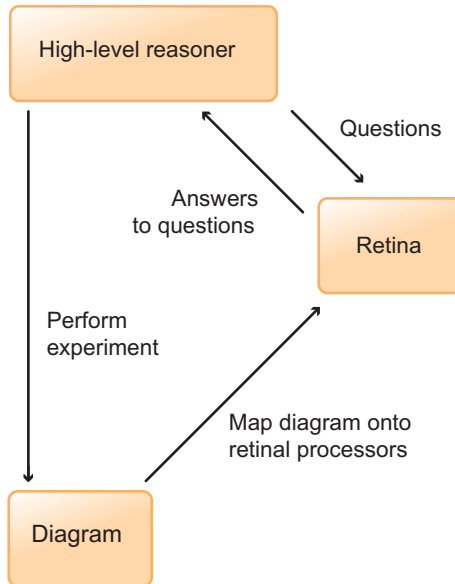 High-level reasoner
Questions
Answers
to questions
Retina
Perform
experiment
Map diagram onto
retinal processors
Diagram